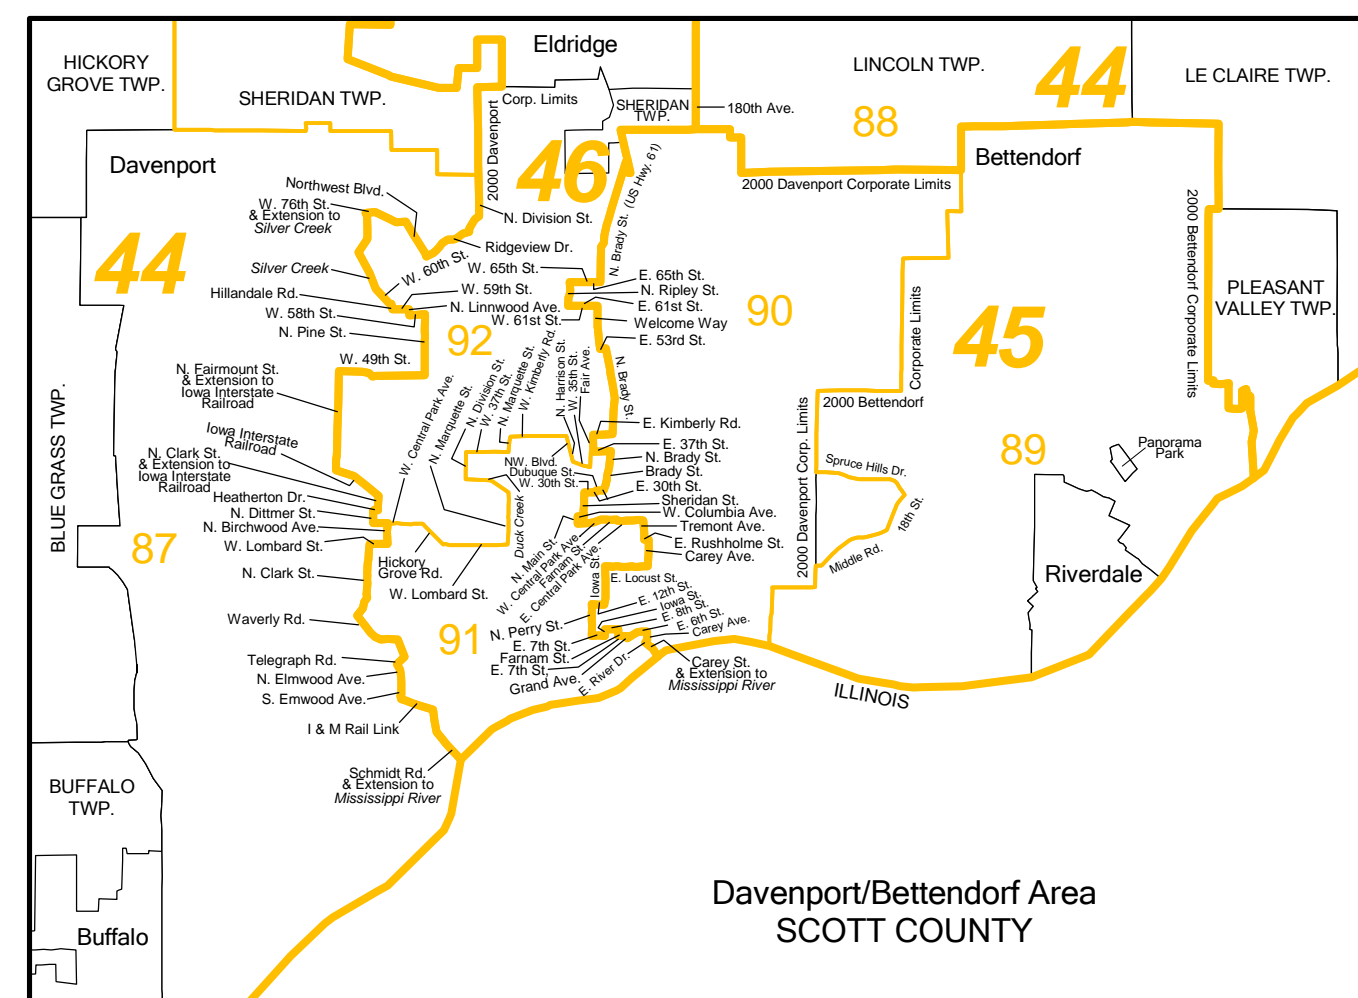 HICKORY
GROVE TWP.
SHERIDAN TWP.
Eldridge
Corp. Limits
SHERIDAN
TWP.
180th Ave.
LINCOLN TWP.
44
LE CLAIRE TWP.
88
Davenport
2000 Davenport
46
Bettendorf
2000 Davenport Corporate Limits
Northwest Blvd.
W. 76th St.
& Extension to
Silver Creek
N. Division St.
Ridgeview Dr.
N. Brady St. (US Hwy. 61)
44
Silver Creek
W. 60th St.
W. 65th St.
E. 65th St.
N. Ripley St.
E. 61st St.
Welcome Way
E. 53rd St.
Hillandale Rd.
W. 59th St.
N. Linnwood Ave.
W. 61st St.
W. 58th St.
N. Pine St.
92
90
45
2000 Bettendorf Corporate Limits
PLEASANT
VALLEY TWP.
W. 49th St.
N. Fairmount St.
& Extension to
Iowa Interstate
Railroad
Iowa Interstate
Railroad
N. Clark St.
& Extension to
Iowa Interstate
Railroad
Heatherton Dr.
N. Dittmer St.
N. Birchwood Ave.
W. Lombard St.
N. Clark St.
Waverly Rd.
Telegraph Rd.
N. Elmwood Ave.
S. Emwood Ave.
I & M Rail Link
Schmidt Rd.
& Extension to
Mississippi River
BLUE GRASS TWP.
87
W. Central Park Ave.
N. Marquette St.
N. Division St.
W. 37th St.
N. Marquette St.
W. Kimberly Rd.
N. Harrison St.
W. 35th St.
Fair Ave.
N. Brady St.
E. Kimberly Rd.
E. 37th St.
N. Brady St.
Brady St.
E. 30th St.
Sheridan St.
W. Columbia Ave.
Tremont Ave.
E. Rushholme St.
Carey Ave.
NW. Blvd.
Dubuque St.
W. 30th St.
Duck Creek
Hickory
Grove Rd.
W. Lombard St.
N. Main St.
W. Central Park Ave.
Farnam St.
E. Central Park Ave.
Iowa St.
E. Locust St.
E. 12th St.
Iowa St.
E. 8th St.
E. 6th St.
Carey Ave.
91
N. Perry St.
E. 7th St.
Farnam St.
E. 7th St,
Grand Ave.
E. River Dr.
Carey St.
& Extension to
Mississippi River
Corporate Limits
2000 Bettendorf
2000 Davenport Corp. Limits
Spruce Hills Dr.
18th St.
Middle Rd.
89
Panorama
Park
Riverdale
ILLINOIS
BUFFALO
TWP.
Buffalo
Davenport/Bettendorf Area
SCOTT COUNTY